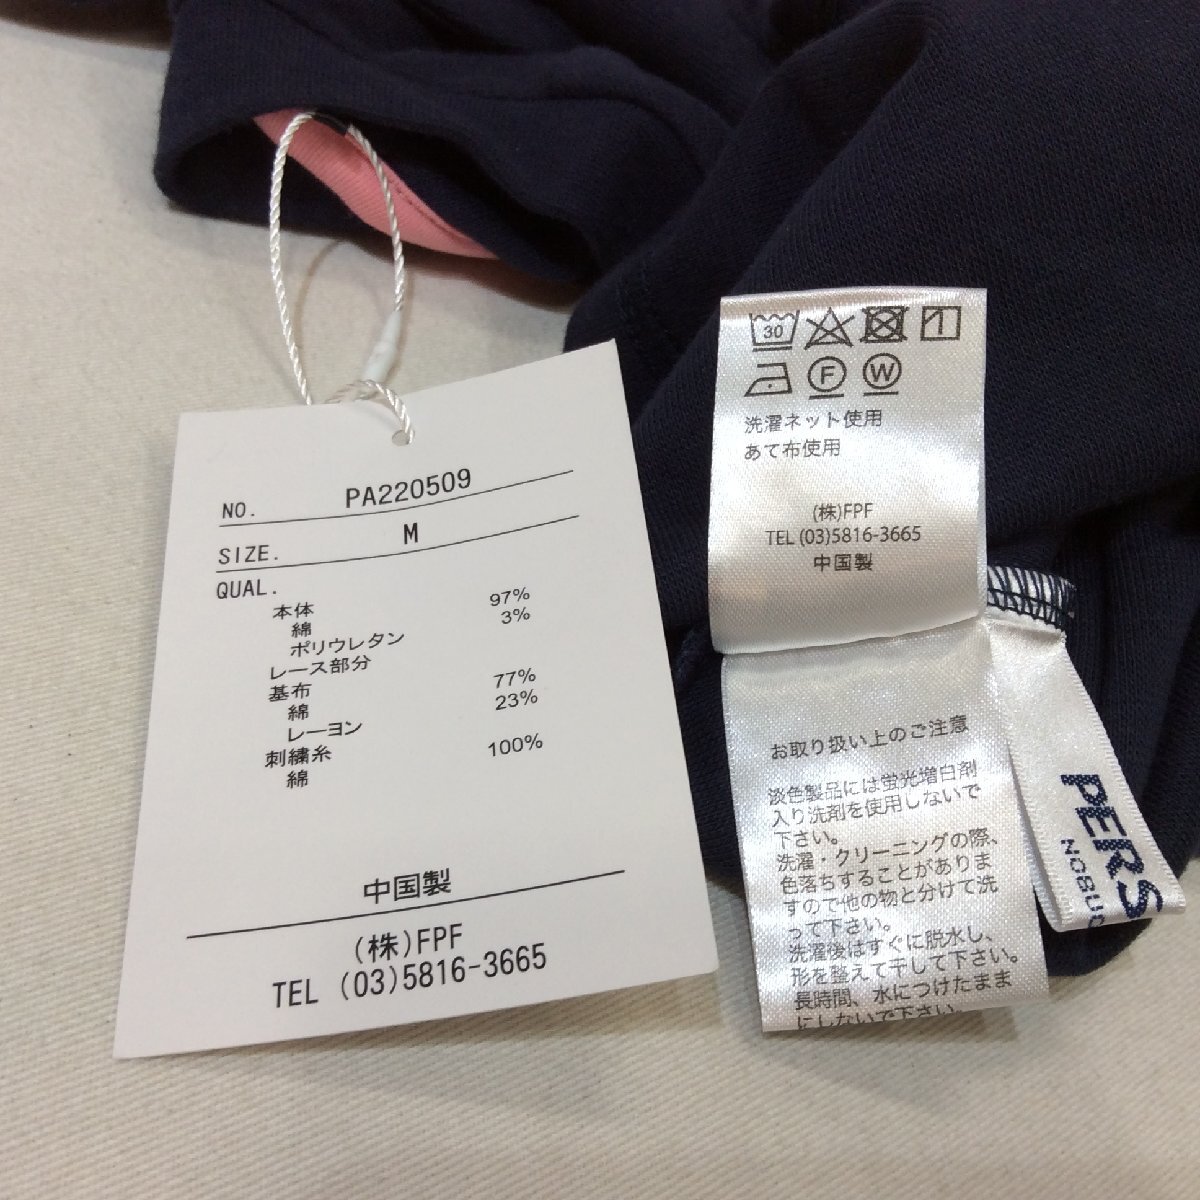 NO. PA220509
SIZE. M
QUAL.
本体
綿 97%
ポリウレタン 3%
レース部分
基布
綿 77%
レーヨン 23%
刺繍糸
綿 100%
中国製
(株)FPF
TEL (03)5816-3665
30
1
F W
洗濯ネット使用
あて布使用
(株)FPF
TEL (03)5816-3665
中国製
お取り扱い上のご注意
淡色製品には蛍光増白剤
入り洗剤を使用しないで
下さい。
洗濯・クリーニングの際、
色落ちすることがありま
すので他の物と分けて洗
って下さい。
洗濯後はすぐに脱水し、
形を整えて干して下さい。
長時間、水につけたまま
にしないで下さい。
PERS
NOBUO